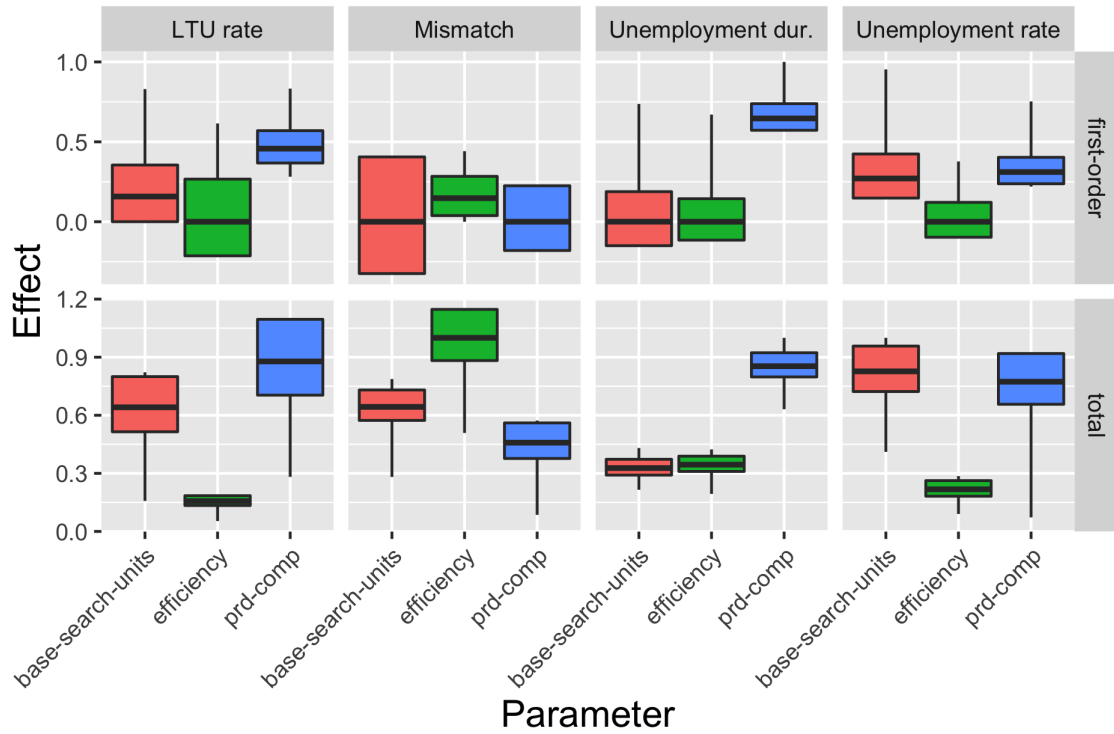 LTU rate
Mismatch
Unemployment dur.
Unemployment rate
first-order
total
Effect
1.0
0.5
0.0
1.2
0.9
0.6
0.3
0.0
base-search-units
efficiency
prd-comp
base-search-units
efficiency
prd-comp
base-search-units
efficiency
prd-comp
base-search-units
efficiency
prd-comp
Parameter